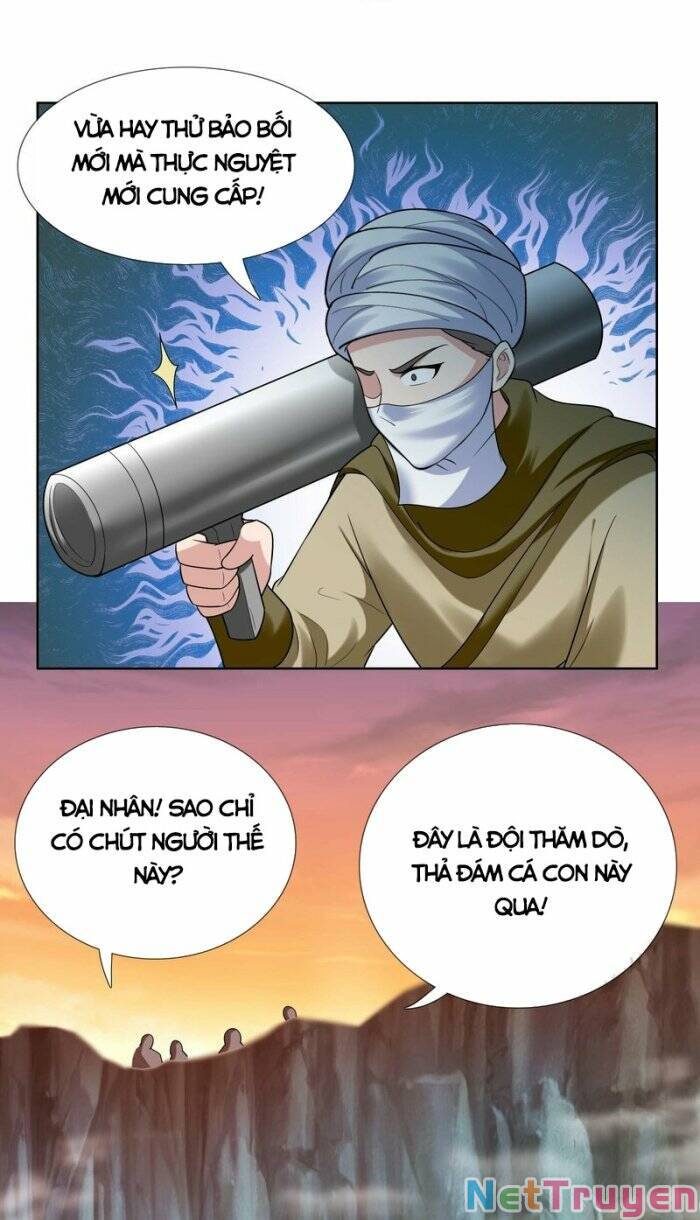 VỪA HAY THỬ BẢO BỐI
MỚI MÀ THỰC NGUYỆT
MỚI CUNG CẤP!
ĐẠI NHÂN! SAO CHỈ
CÓ CHÚT NGƯỜI THẾ
NÀY?
ĐÂY LÀ ĐỘI THĂM DÒ,
THẢ ĐÁM CÁ CON NÀY
QUA!
NetTruyen